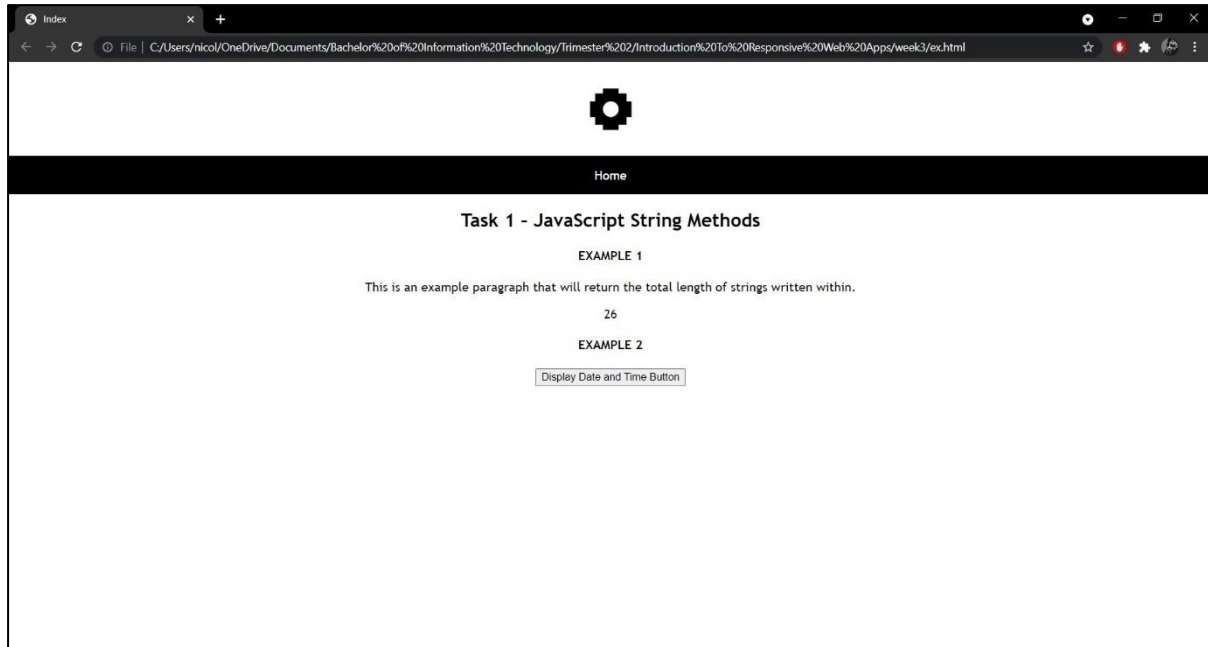 Index
File | C:/Users/nicol/OneDrive/Documents/Bachelor%20of%20Information%20Technology/Trimester%202/Introduction%20To%20Responsive%20Web%20Apps/week3/ex.html
Home
Task 1 – JavaScript String Methods
EXAMPLE 1
This is an example paragraph that will return the total length of strings written within.
26
EXAMPLE 2
Display Date and Time Button